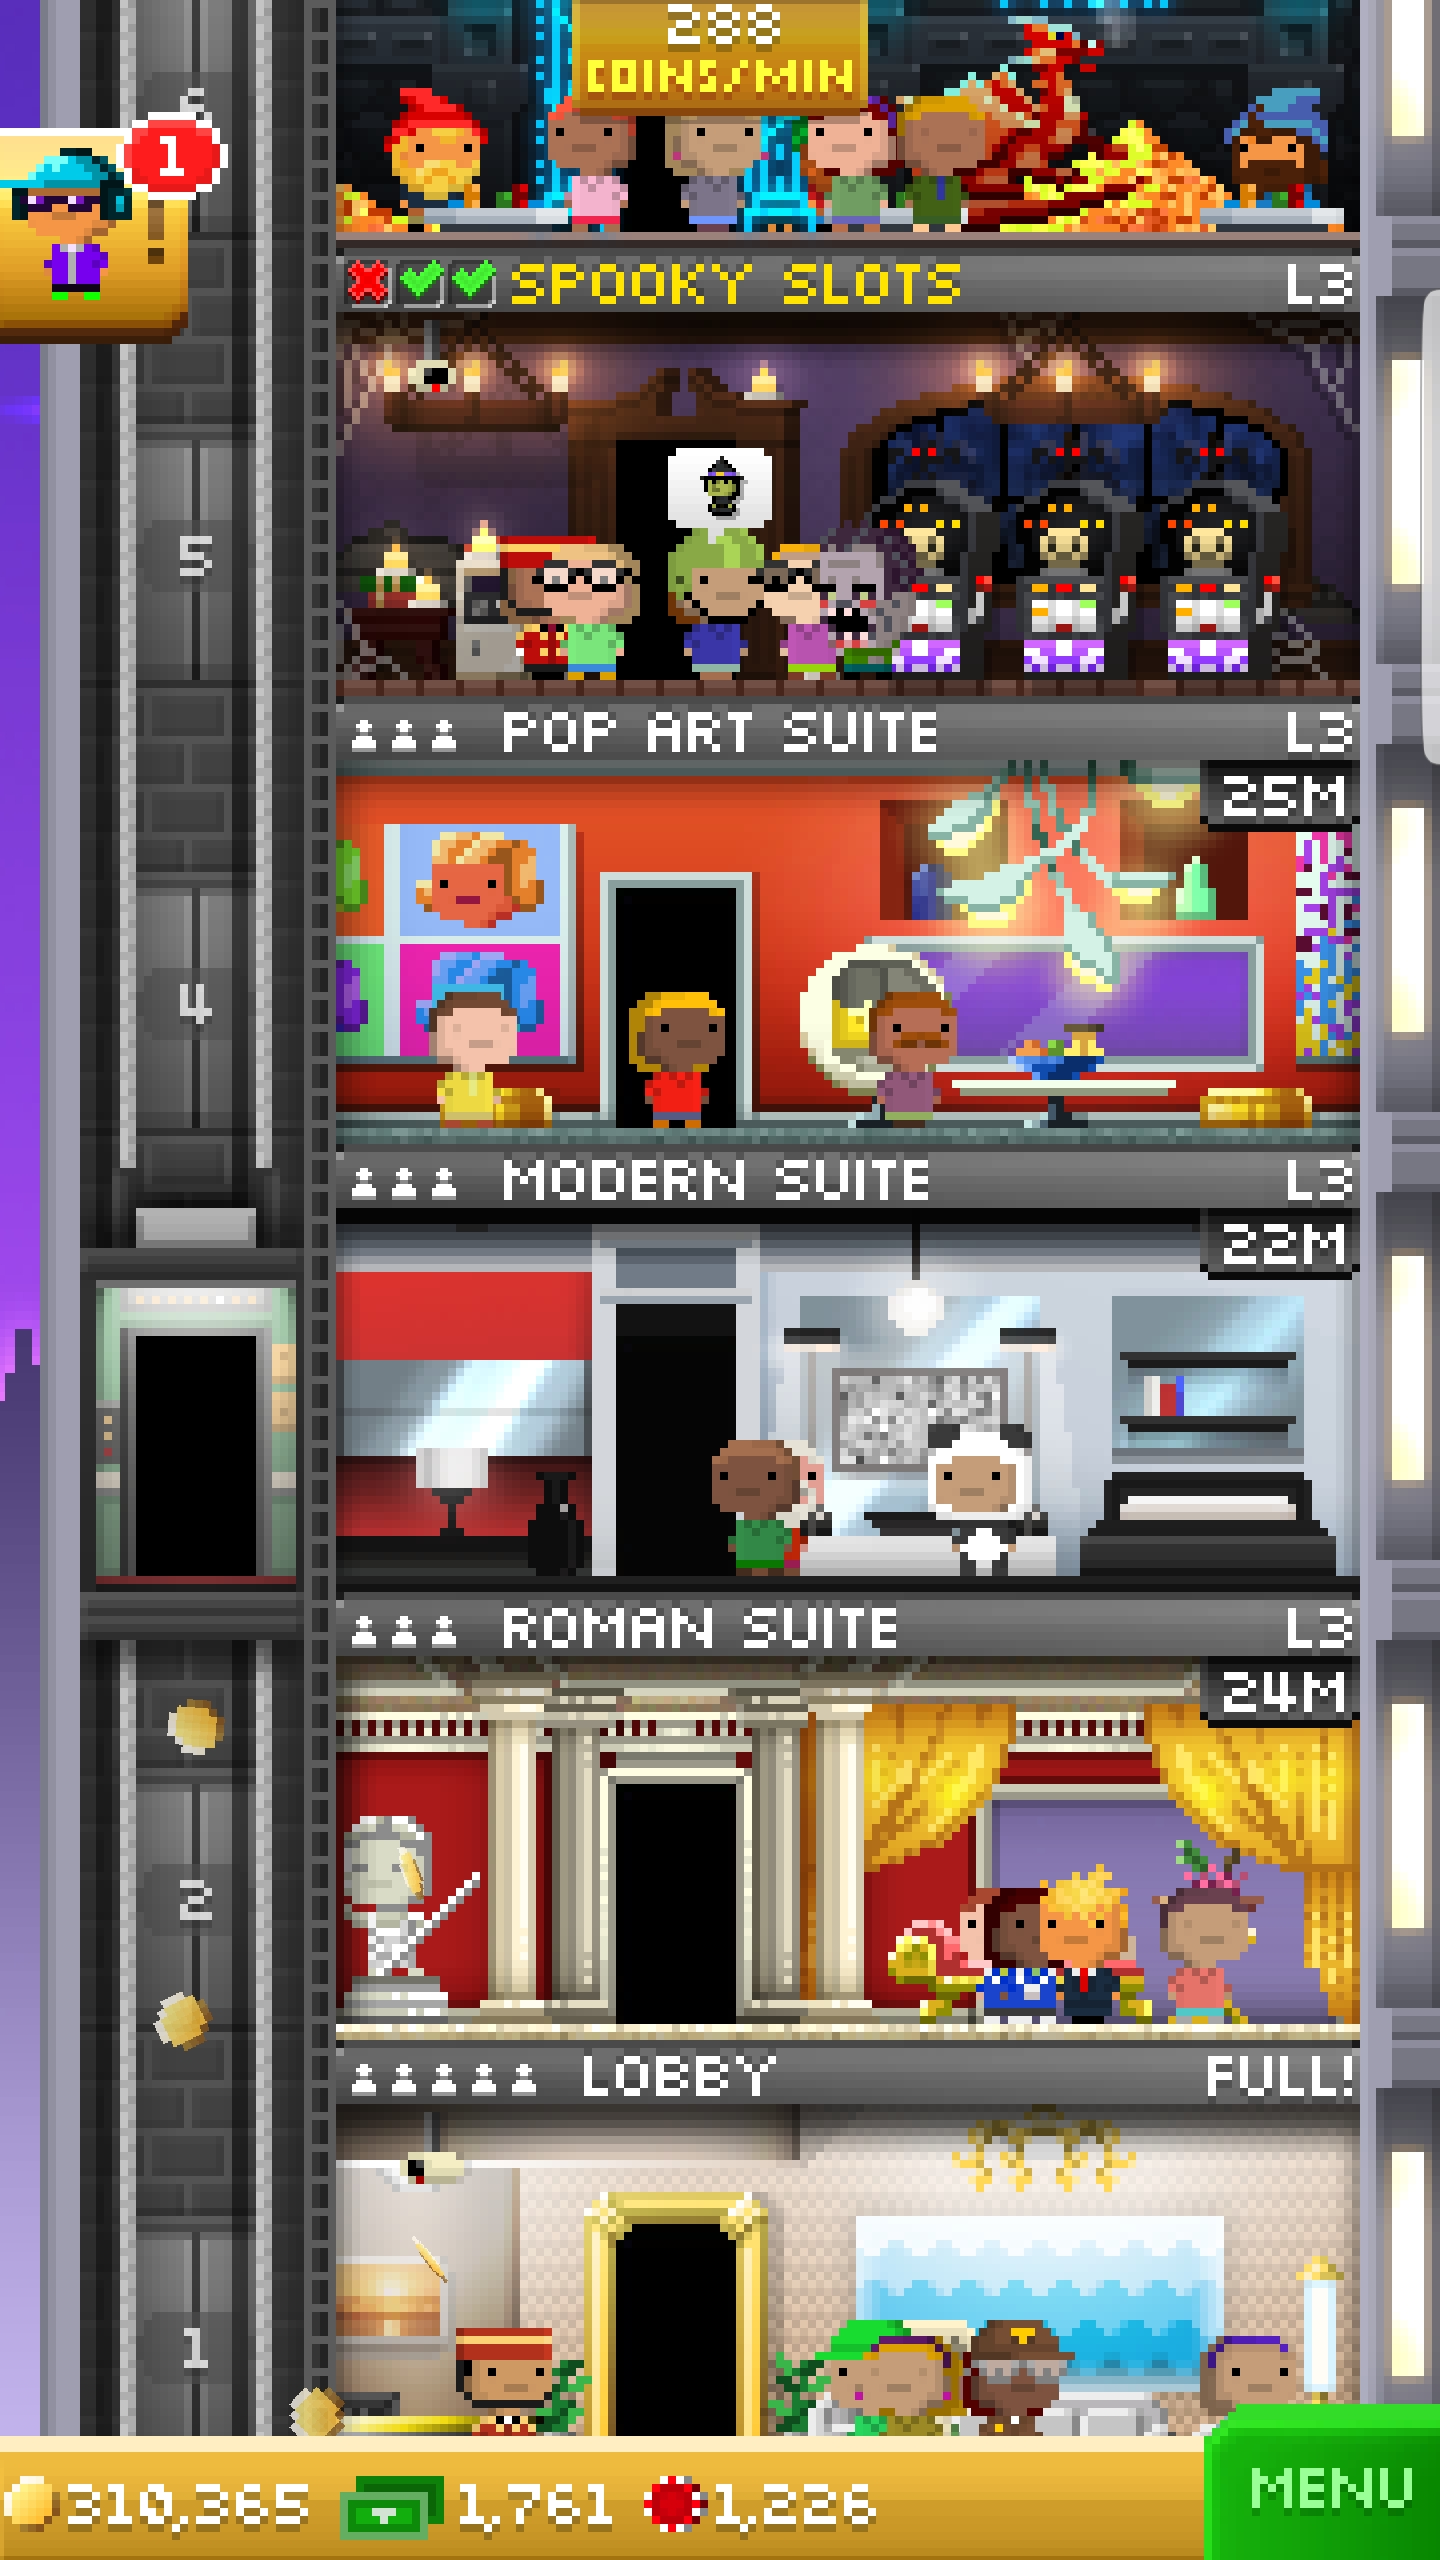 288
COINS/MIN
1
!
SPOOKY SLOTS L3
5
POP ART SUITE L3
25M
4
MODERN SUITE L3
22M
ROMAN SUITE L3
24M
2
LOBBY FULL!
1
310,365 1,761 1,226
MENU